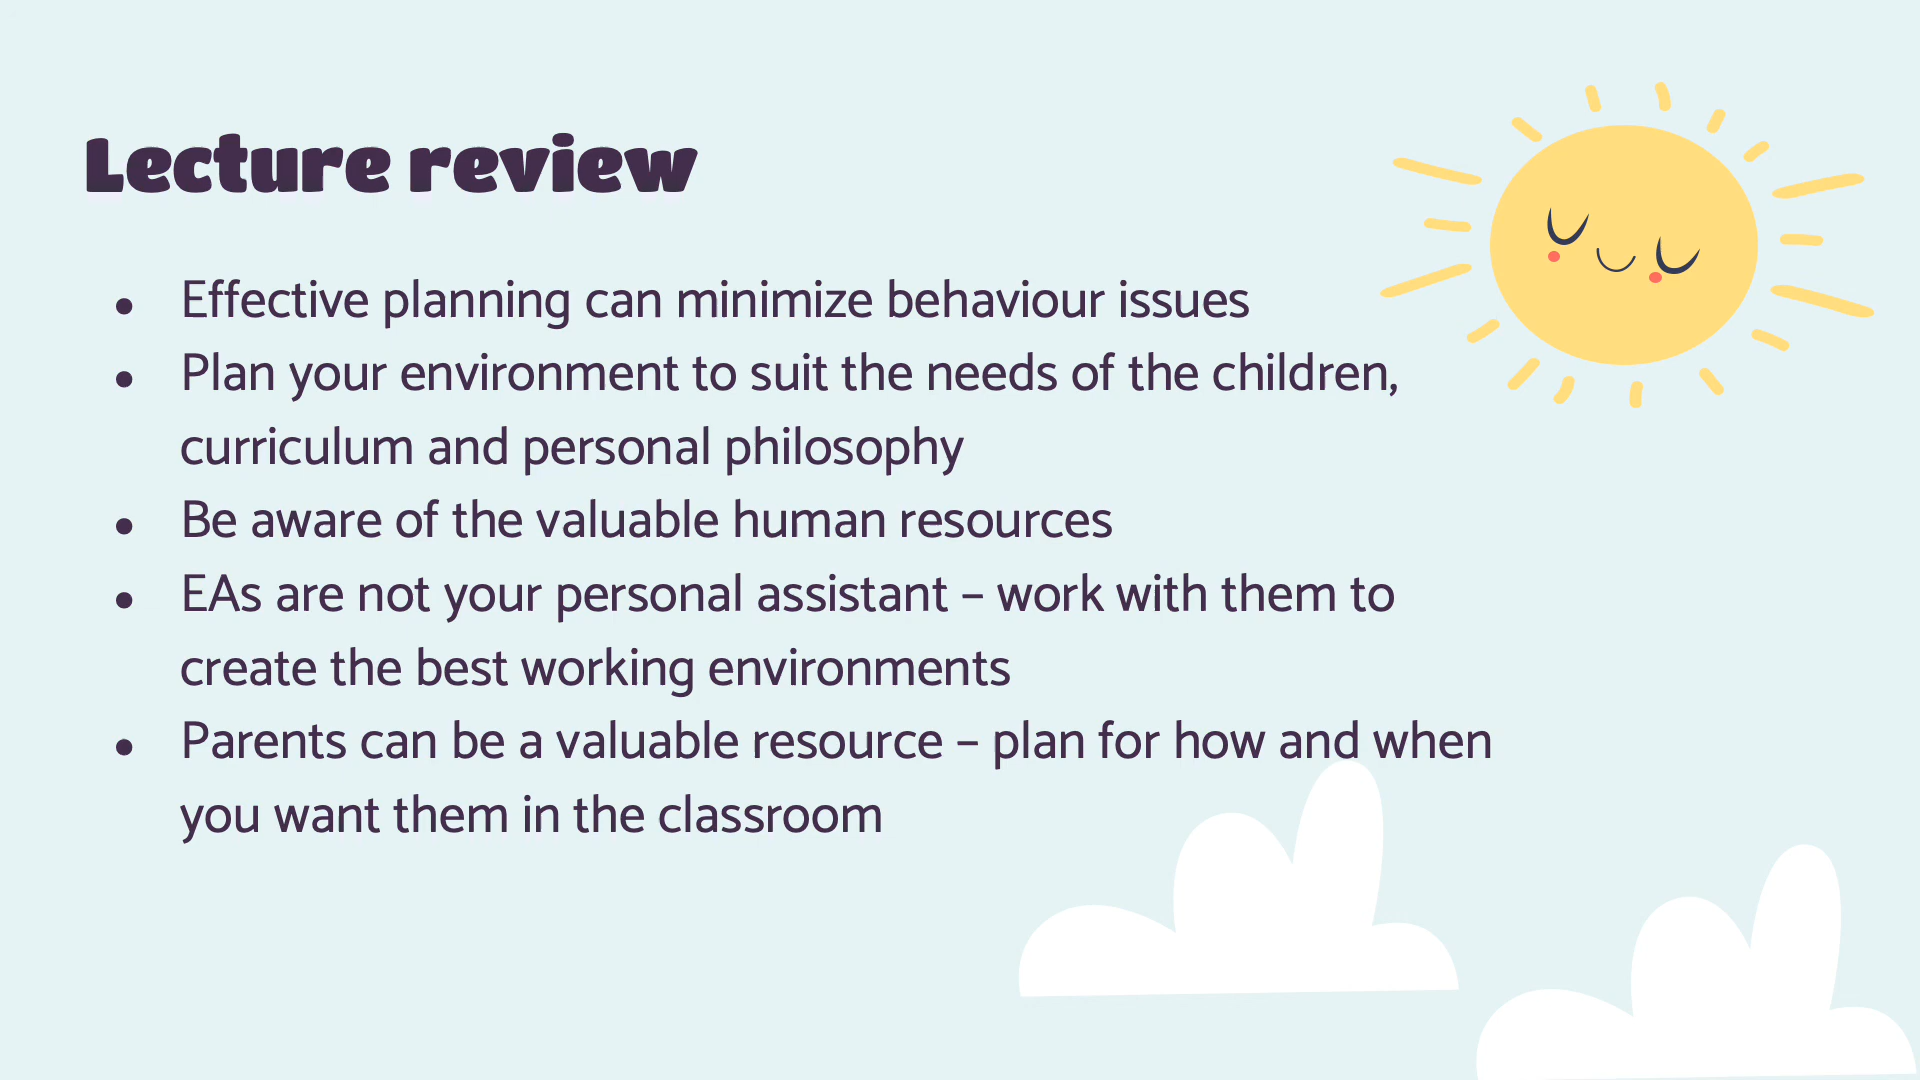 Lecture review
• Effective planning can minimize behaviour issues
• Plan your environment to suit the needs of the children,
curriculum and personal philosophy
• Be aware of the valuable human resources
• EAs are not your personal assistant – work with them to
create the best working environments
• Parents can be a valuable resource – plan for how and when
you want them in the classroom